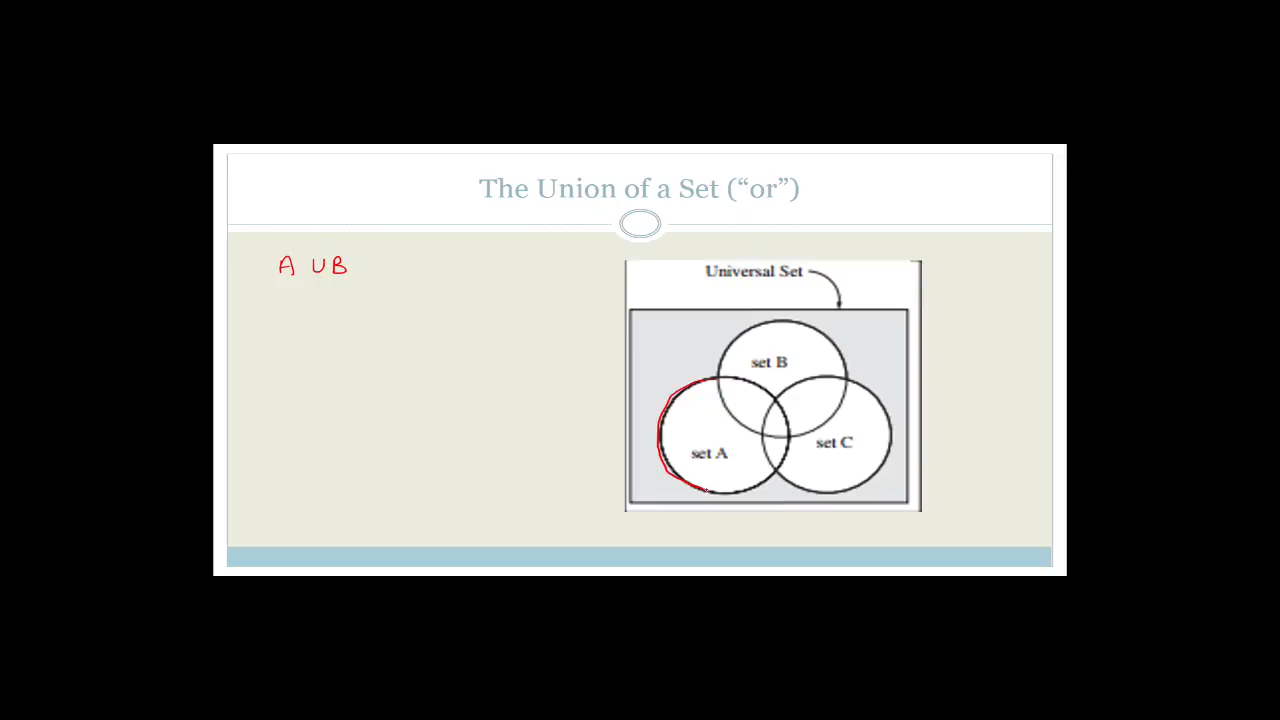 The Union of a Set (“or”)
A ∪ B
Universal Set
set B
set A
set C